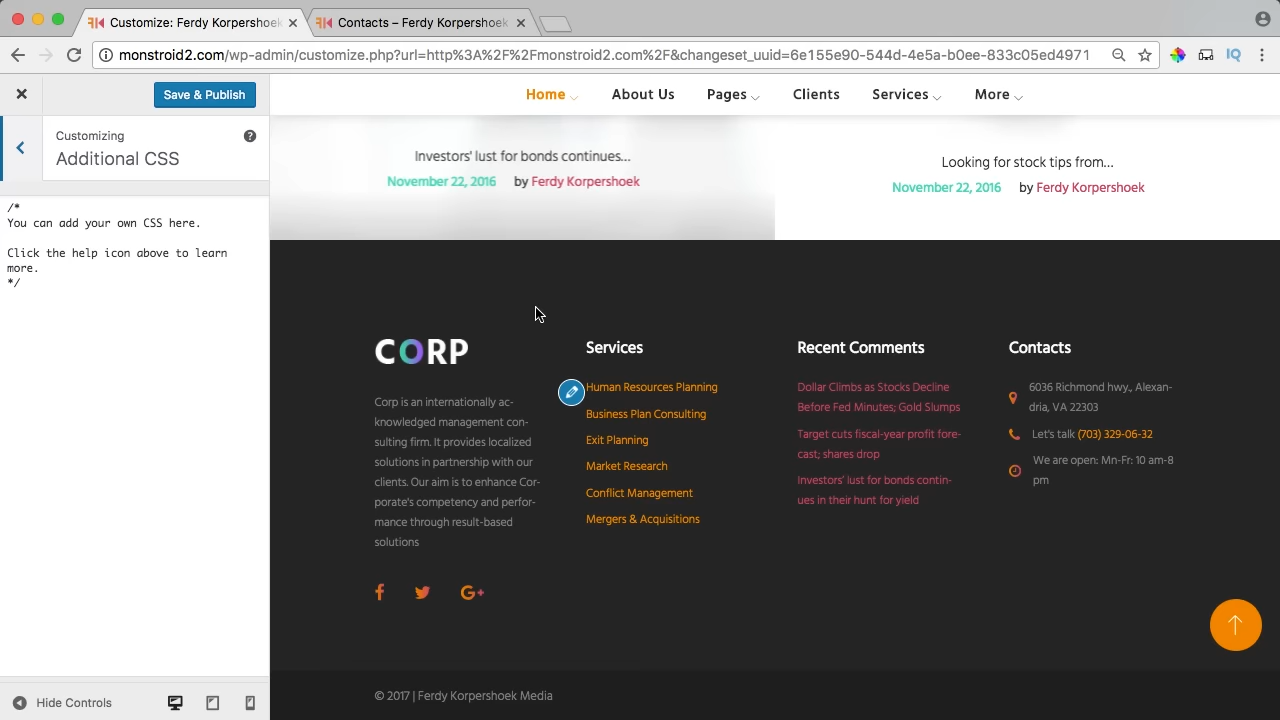 Customize: Ferdy Korpershoek
Contacts – Ferdy Korpershoek
monstroid2.com/wp-admin/customize.php?url=http%3A%2F%2Fmonstroid2.com%2F&changeset_uuid=6e155e90-544d-4e5a-b0ee-833c05ed4971
Save & Publish
Home
About Us
Pages
Clients
Services
More
Customizing
Additional CSS
/*
You can add your own CSS here.
Click the help icon above to learn
more.
*/
Investors' lust for bonds continues...
November 22, 2016 by Ferdy Korpershoek
Looking for stock tips from...
November 22, 2016 by Ferdy Korpershoek
CORP
Corp is an internationally ac-
knowledged management con-
sulting firm. It provides localized
solutions in partnership with our
clients. Our aim is to enhance Cor-
porate's competency and perfor-
mance through result-based
solutions
Services
Human Resources Planning
Business Plan Consulting
Exit Planning
Market Research
Conflict Management
Mergers & Acquisitions
Recent Comments
Dollar Climbs as Stocks Decline
Before Fed Minutes; Gold Slumps
Target cuts fiscal-year profit fore-
cast; shares drop
Investors' lust for bonds contin-
ues in their hunt for yield
Contacts
6036 Richmond hwy., Alexan-
dria, VA 22303
Let's talk (703) 329-06-32
We are open: Mn-Fr: 10 am-8
pm
© 2017 | Ferdy Korpershoek Media
Hide Controls